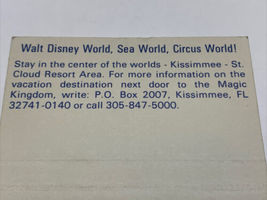 Walt Disney World, Sea World, Circus World!
Stay in the center of the worlds - Kissimmee - St.
Cloud Resort Area. For more information on the
vacation destination next door to the Magic
Kingdom, write: P.O. Box 2007, Kissimmee, FL
32741-0140 or call 305-847-5000.